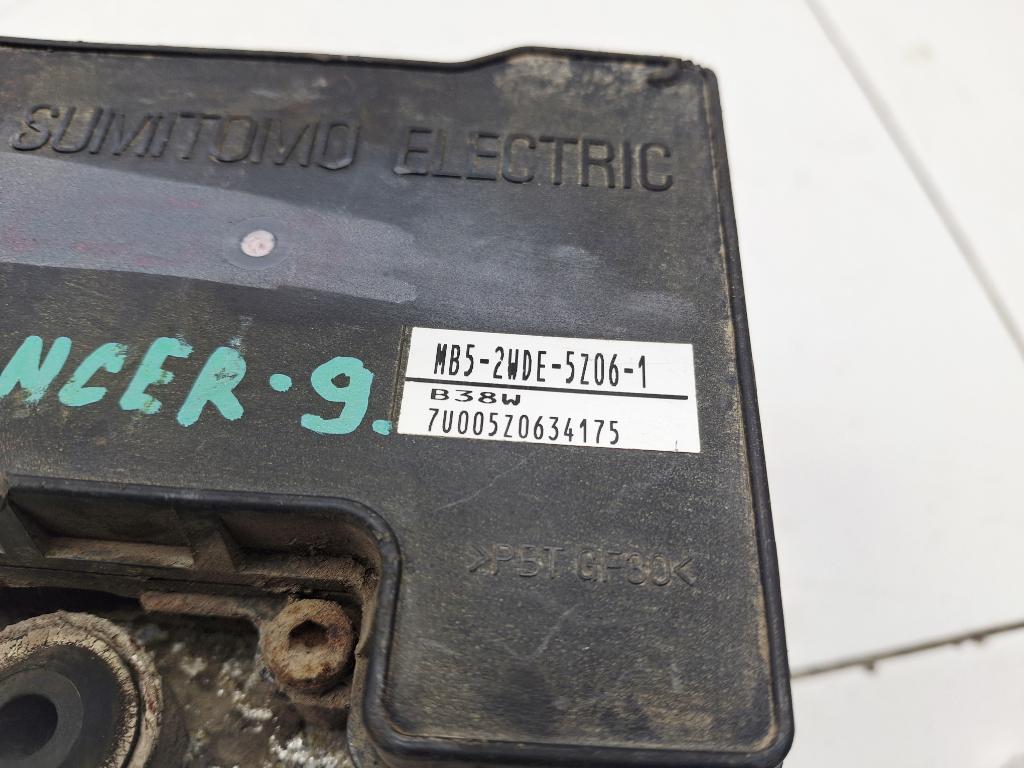 SUMITOMO ELECTRIC
NCER·9.
MB5-2WDE-5Z06-1
B38W
7U005Z0634175
>PBT GF30<